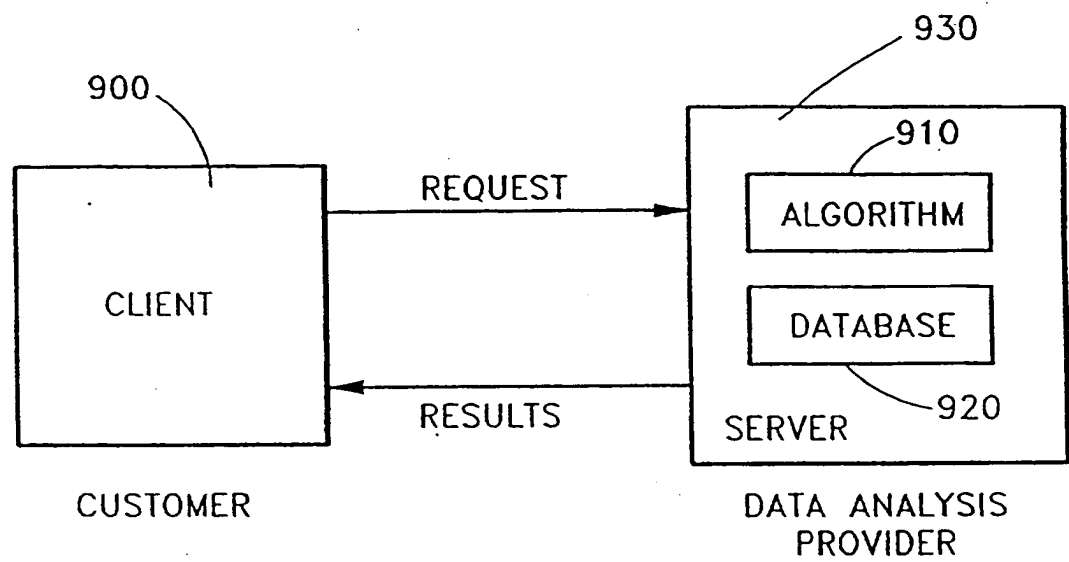 930
900
910
REQUEST
ALGORITHM
CLIENT
DATABASE
RESULTS
920
SERVER
CUSTOMER
DATA ANALYSIS
PROVIDER